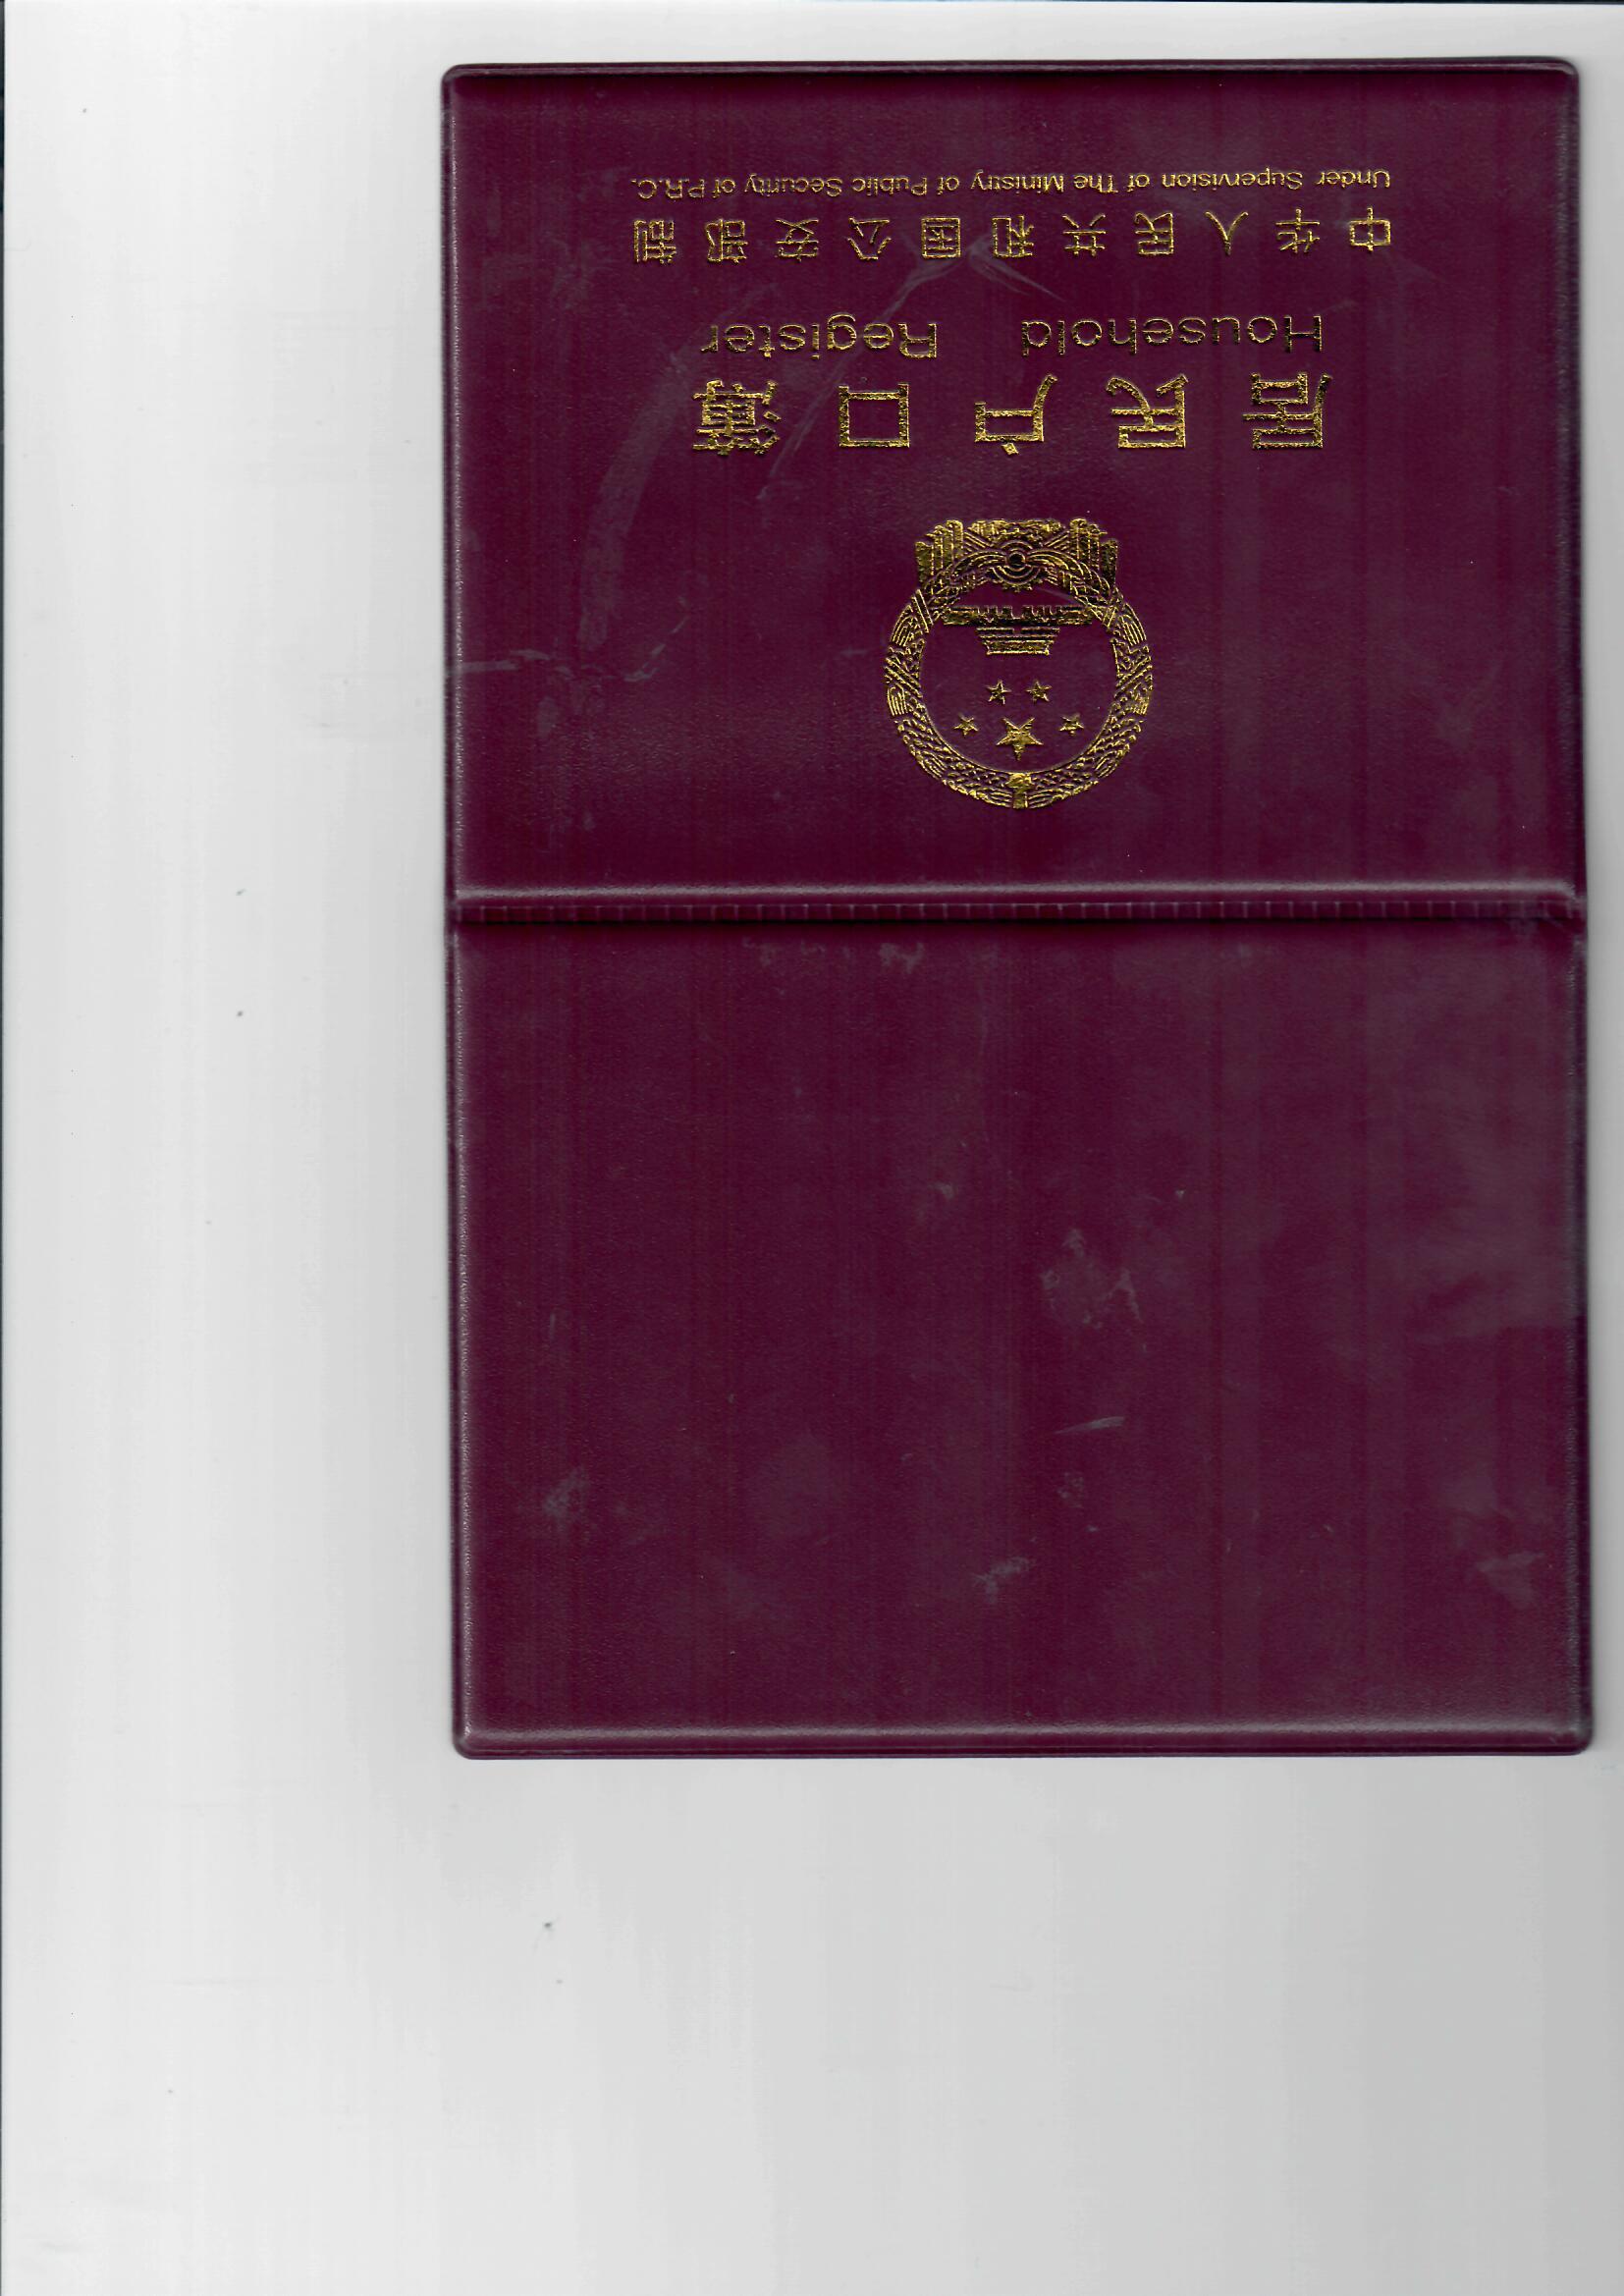 居民户口簿
Household Register
中华人民共和国公安部制
Under Supervision of The Ministry of Public Security of P.R.C.